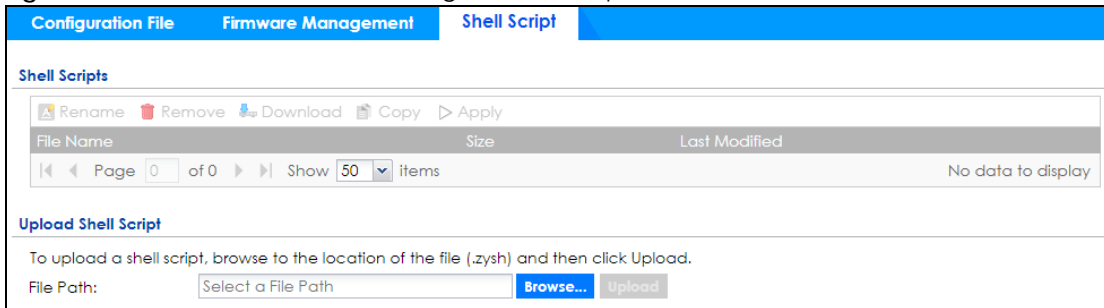 Configuration File Firmware Management Shell Script
Shell Scripts
Rename Remove Download Copy Apply
File Name Size Last Modified
Page 0 of 0 Show 50 items No data to display
Upload Shell Script
To upload a shell script, browse to the location of the file (.zysh) and then click Upload.
File Path: Select a File Path Browse... Upload